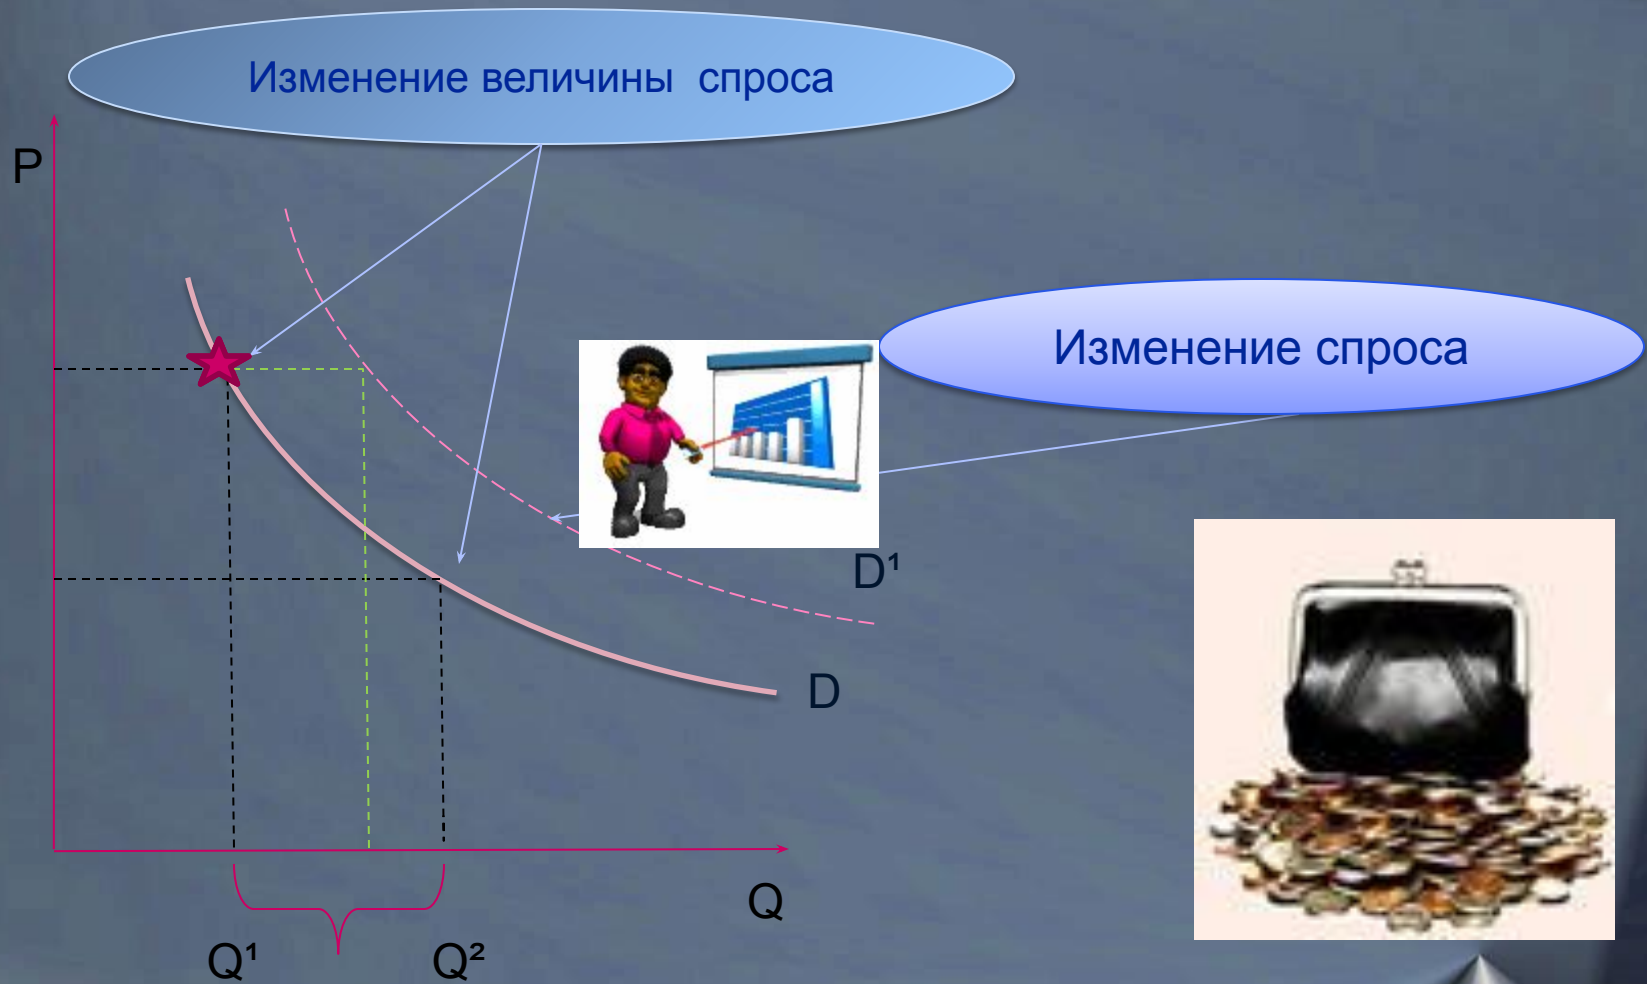 Изменение величины спроса
P
Изменение спроса
D¹
D
Q
Q¹
Q²